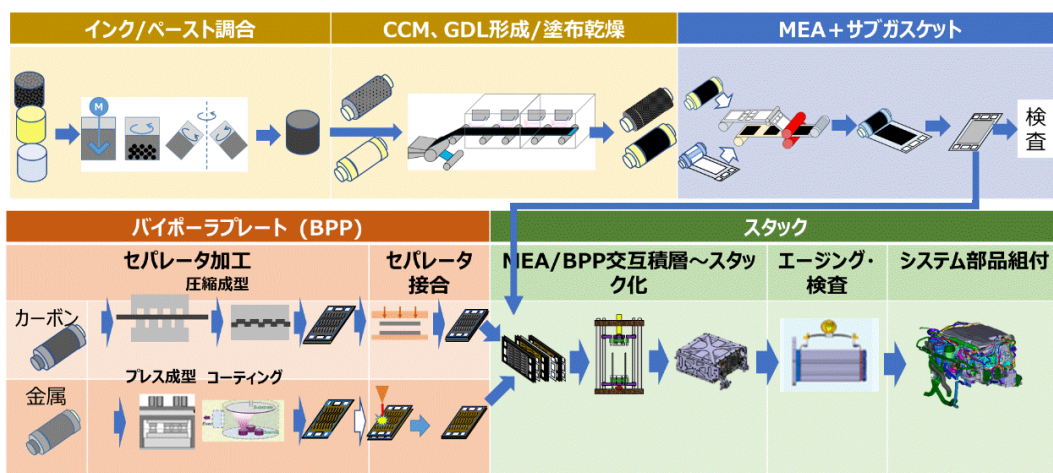 インク/ペースト調合
CCM、GDL形成/塗布乾燥
MEA＋サブガスケット
M
検査
バイポーラプレート (BPP)
スタック
セパレータ加工
圧縮成型
セパレータ
接合
MEA/BPP交互積層～スタッ
ク化
エージング・
検査
システム部品組付
カーボン
金属
プレス成型
コーティング
Substrate